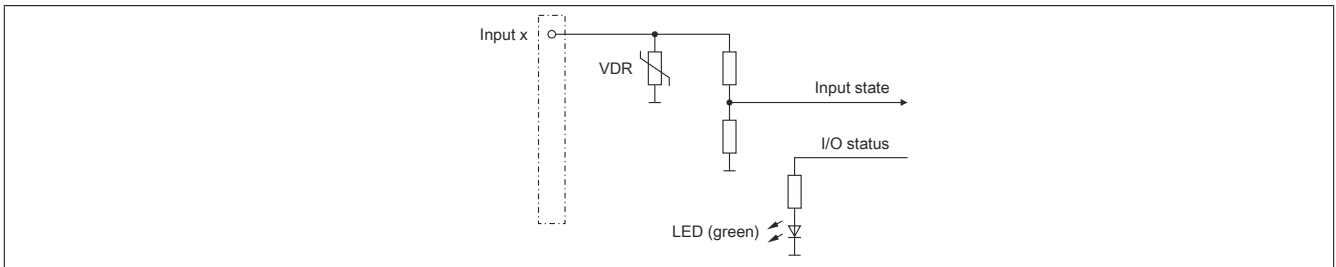 Input x
VDR
Input state
I/O status
LED (green)